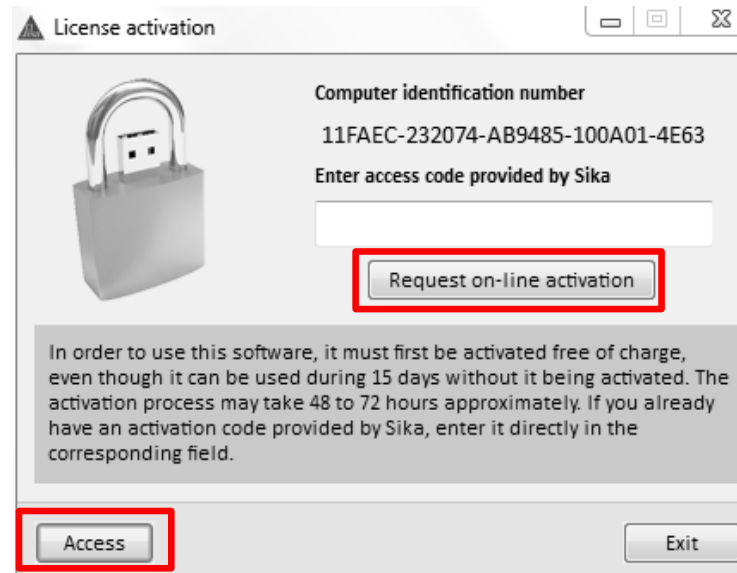 License activation
Computer identification number
11FAEC-232074-AB9485-100A01-4E63
Enter access code provided by Sika
Request on-line activation
In order to use this software, it must first be activated free of charge,
even though it can be used during 15 days without it being activated. The
activation process may take 48 to 72 hours approximately. If you already
have an activation code provided by Sika, enter it directly in the
corresponding field.
Access
Exit